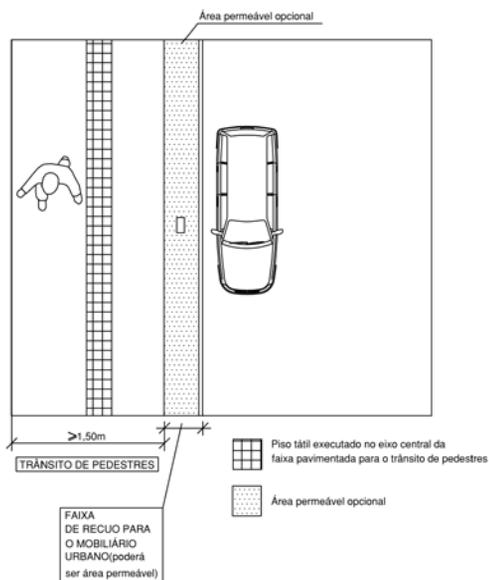 Área permeável opcional
⩾1,50m
TRÂNSITO DE PEDESTRES
Piso tátil executado no eixo central da
faixa pavimentada para o trânsito de pedestres
Área permeável opcional
FAIXA
DE RECUO PARA
O MOBILIÁRIO
URBANO(poderá
ser área permeável)